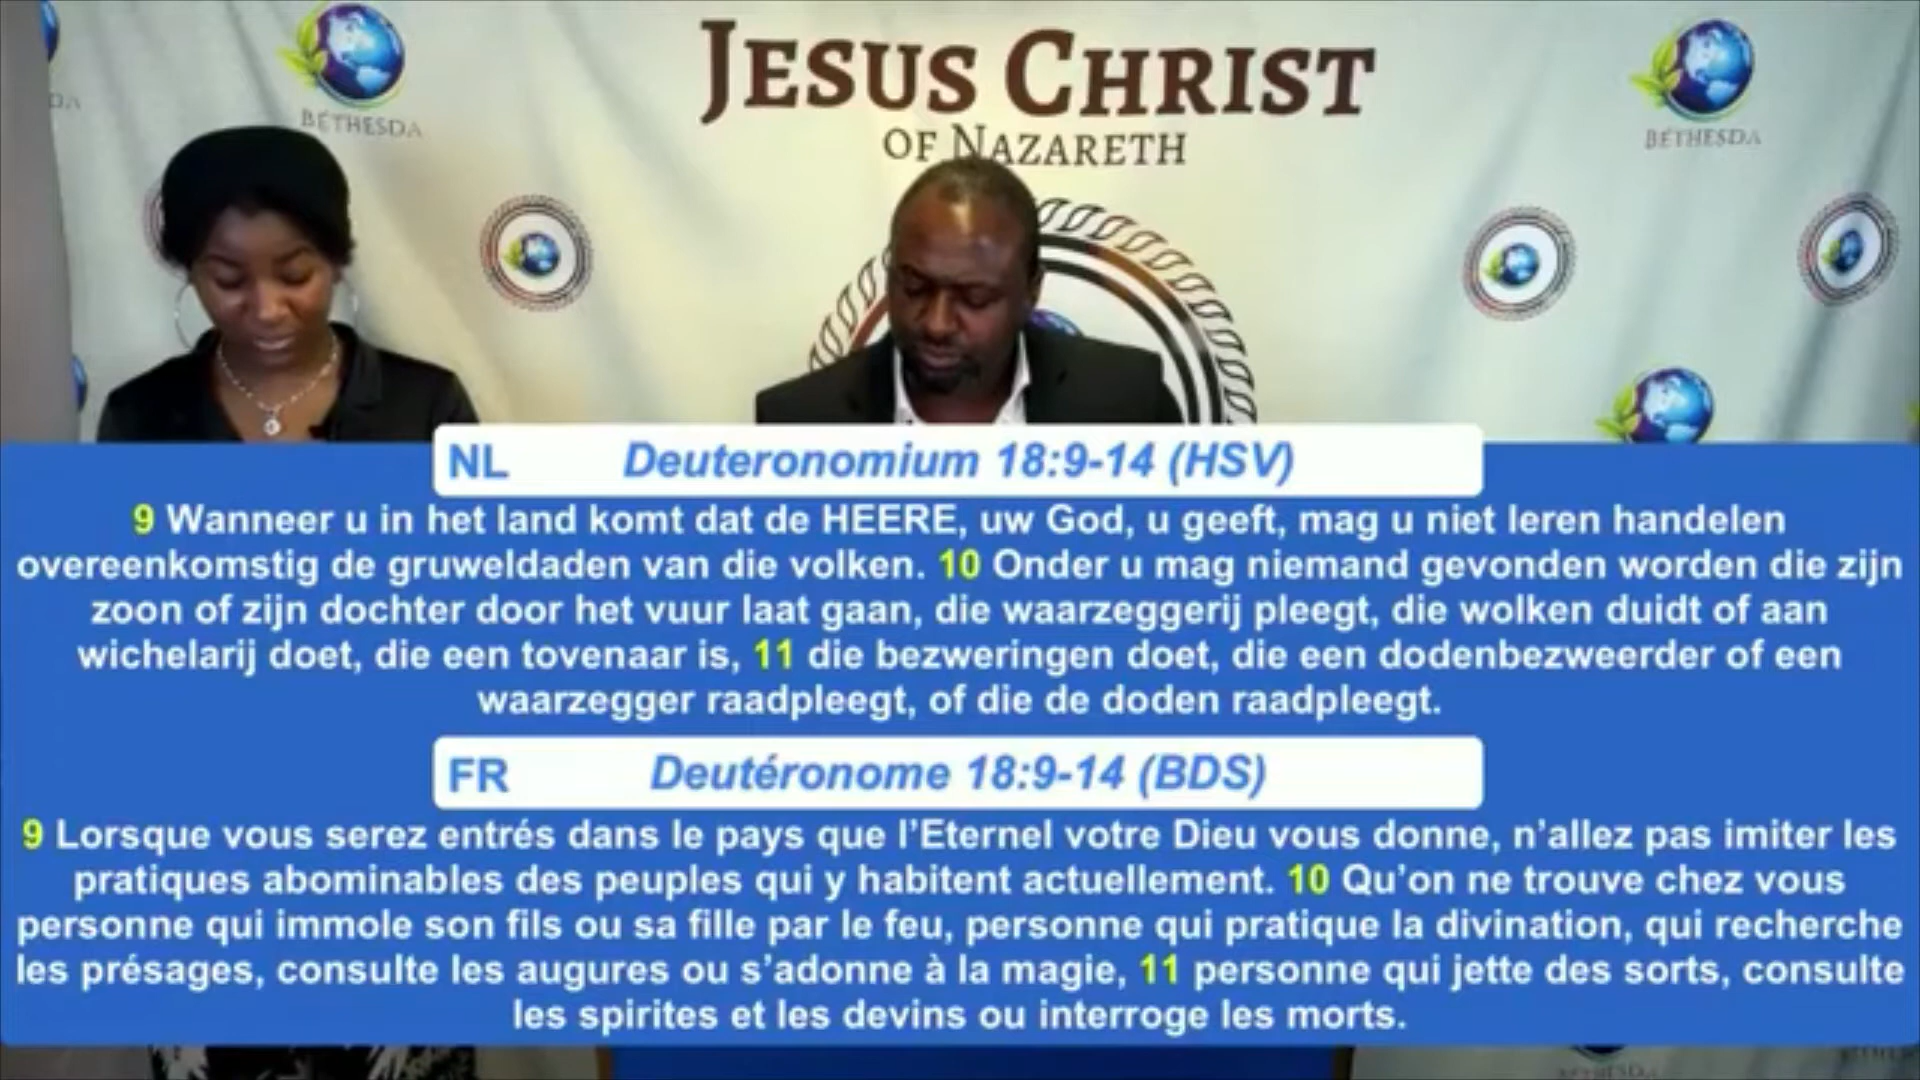 JESUS CHRIST
OF NAZARETH
BETHESDA
BETHESDA
NL Deuteronomium 18:9-14 (HSV)
9 Wanneer u in het land komt dat de HEERE, uw God, u geeft, mag u niet leren handelen
overeenkomstig de gruweldaden van die volken. 10 Onder u mag niemand gevonden worden die zijn
zoon of zijn dochter door het vuur laat gaan, die waarzeggerij pleegt, die wolken duidt of aan
wichelarij doet, die een tovenaar is, 11 die bezweringen doet, die een dodenbezweerder of een
waarzegger raadpleegt, of die de doden raadpleegt.
FR Deutéronome 18:9-14 (BDS)
9 Lorsque vous serez entrés dans le pays que l’Eternel votre Dieu vous donne, n’allez pas imiter les
pratiques abominables des peuples qui y habitent actuellement. 10 Qu’on ne trouve chez vous
personne qui immole son fils ou sa fille par le feu, personne qui pratique la divination, qui recherche
les présages, consulte les augures ou s’adonne à la magie, 11 personne qui jette des sorts, consulte
les spirites et les devins ou interroge les morts.